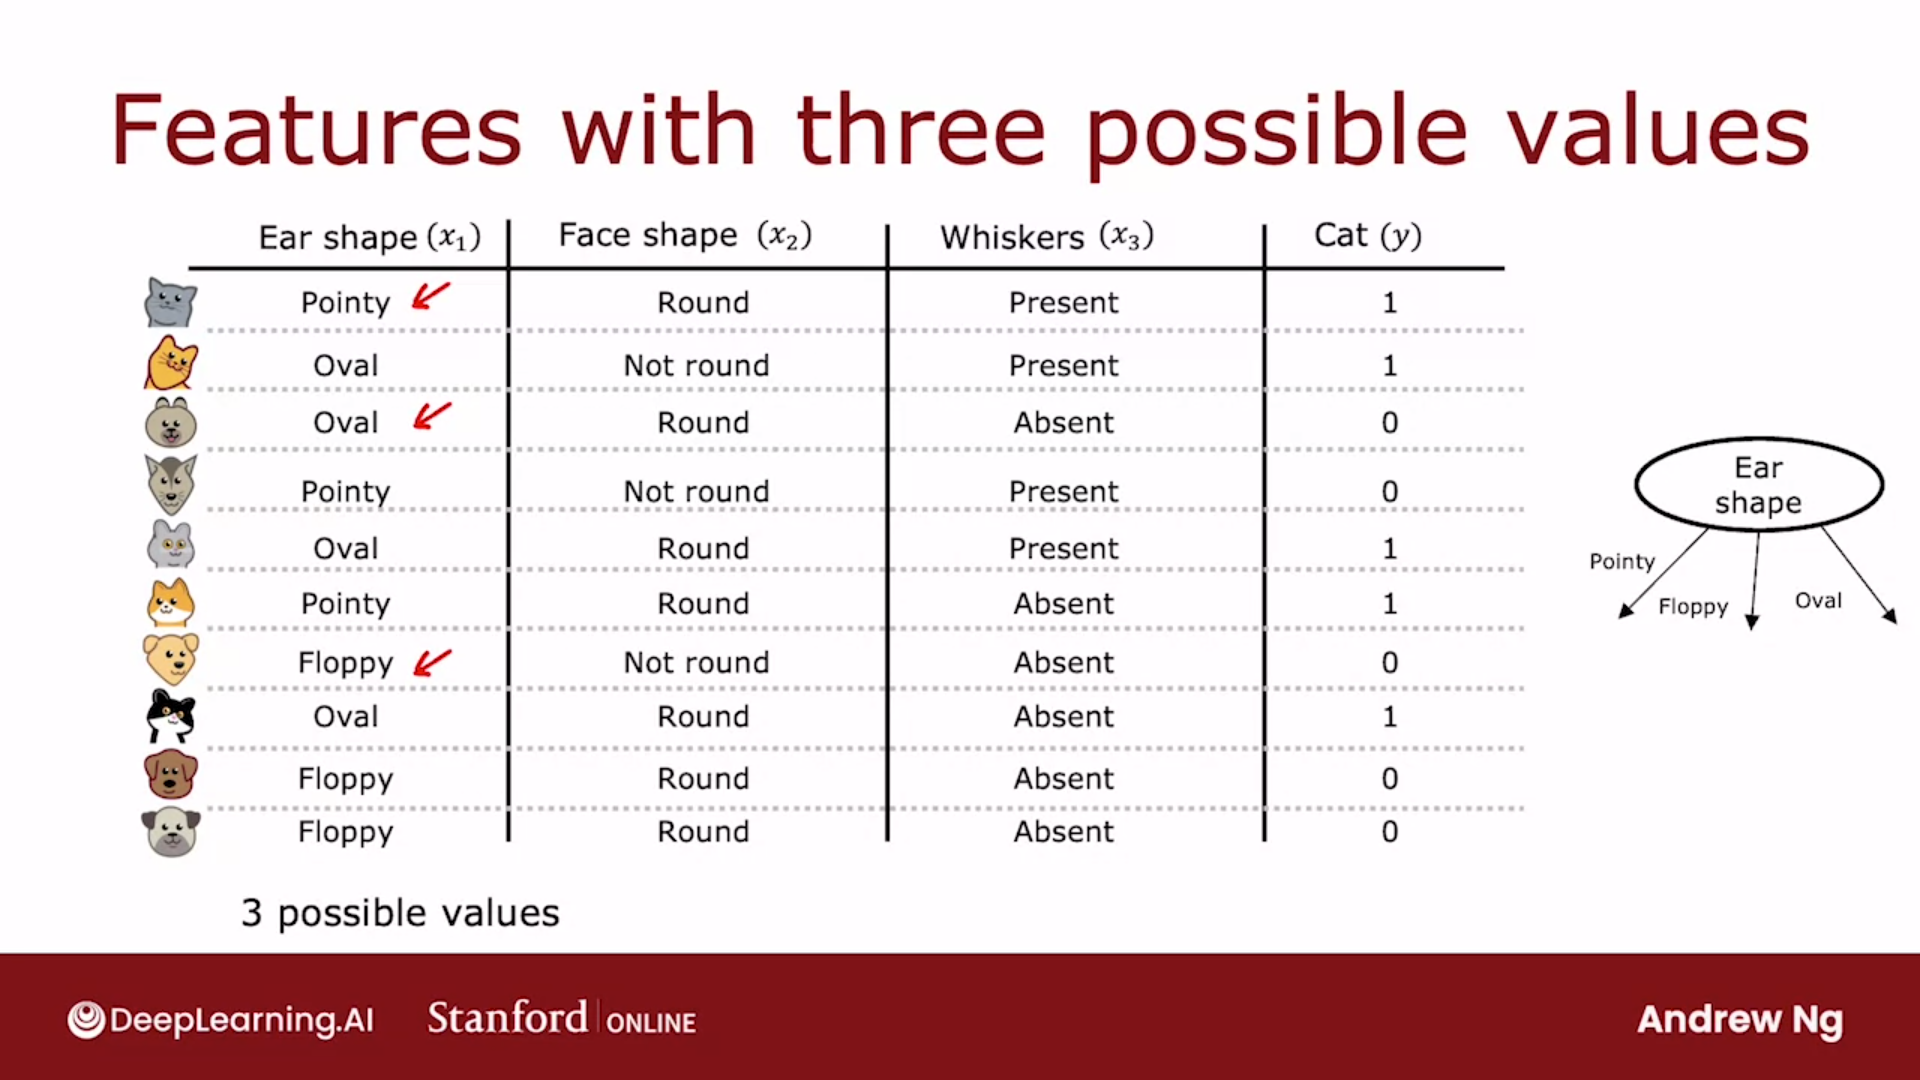 Features with three possible values
Ear shape (x₁) Face shape (x₂) Whiskers (x₃) Cat (y)
Pointy Round Present 1
Oval Not round Present 1
Oval Round Absent 0
Pointy Not round Present 0
Oval Round Present 1
Pointy Round Absent 1
Floppy Not round Absent 0
Oval Round Absent 1
Floppy Round Absent 0
Floppy Round Absent 0
3 possible values
Ear
shape
Pointy
Floppy
Oval
DeepLearning.AI
Stanford ONLINE
Andrew Ng